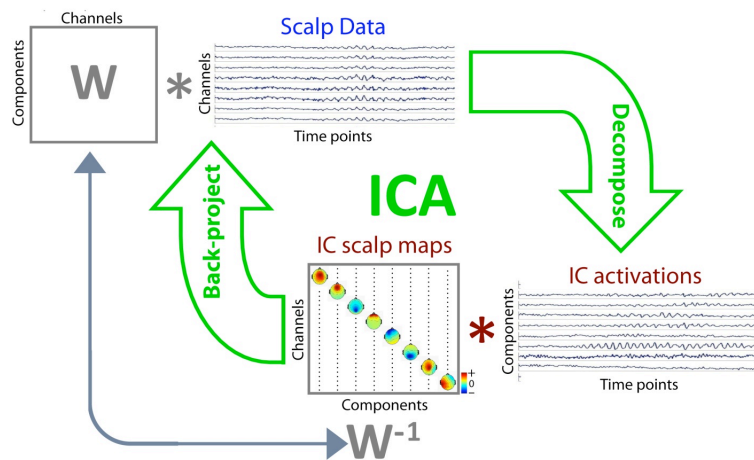 Channels
Scalp Data
Components
W
*
Channels
Time points
Decompose
Back-project
ICA
IC scalp maps
IC activations
Channels
*
Components
+
0
–
Components
Time points
W-1